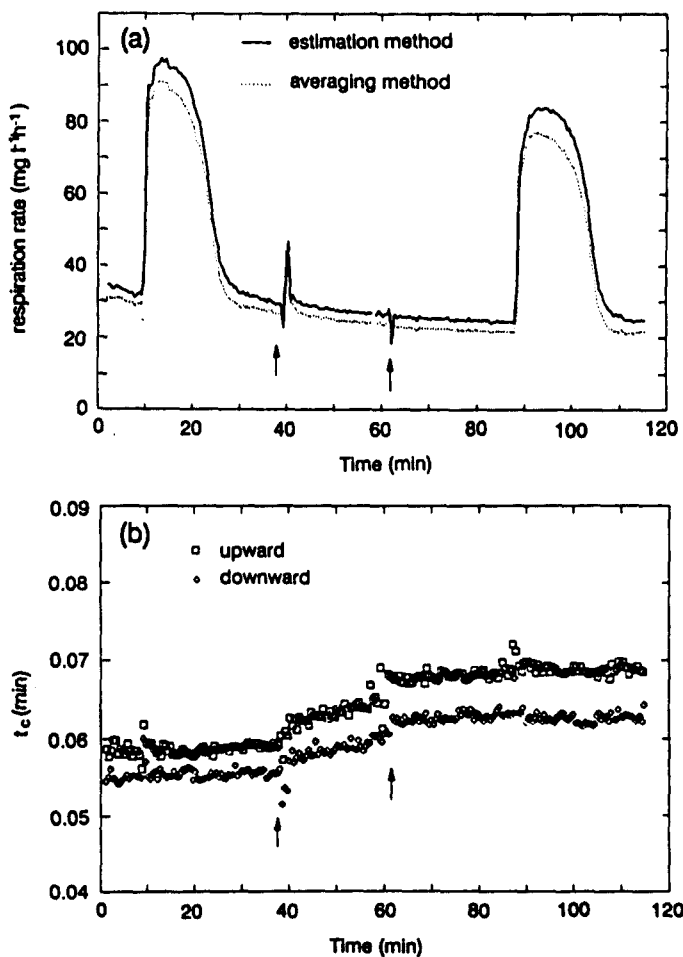 (a)
estimation method
averaging method
respiration rate (mg l⁻¹h⁻¹)
100
80
60
40
20
0
0 20 40 60 80 100 120
Time (min)
(b)
upward
downward
t_c (min)
0.09
0.08
0.07
0.06
0.05
0.04
0 20 40 60 80 100 120
Time (min)